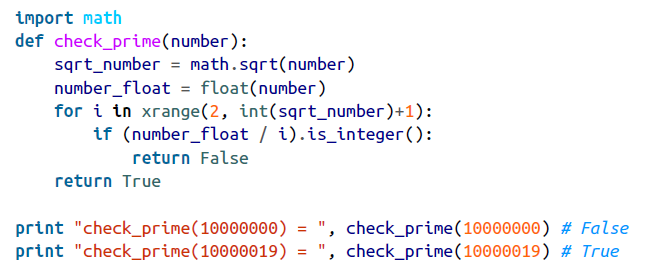 import math
def check_prime(number):
    sqrt_number = math.sqrt(number)
    number_float = float(number)
    for i in xrange(2, int(sqrt_number)+1):
        if (number_float / i).is_integer():
            return False
    return True

print "check_prime(10000000) = ", check_prime(10000000) # False
print "check_prime(10000019) = ", check_prime(10000019) # True